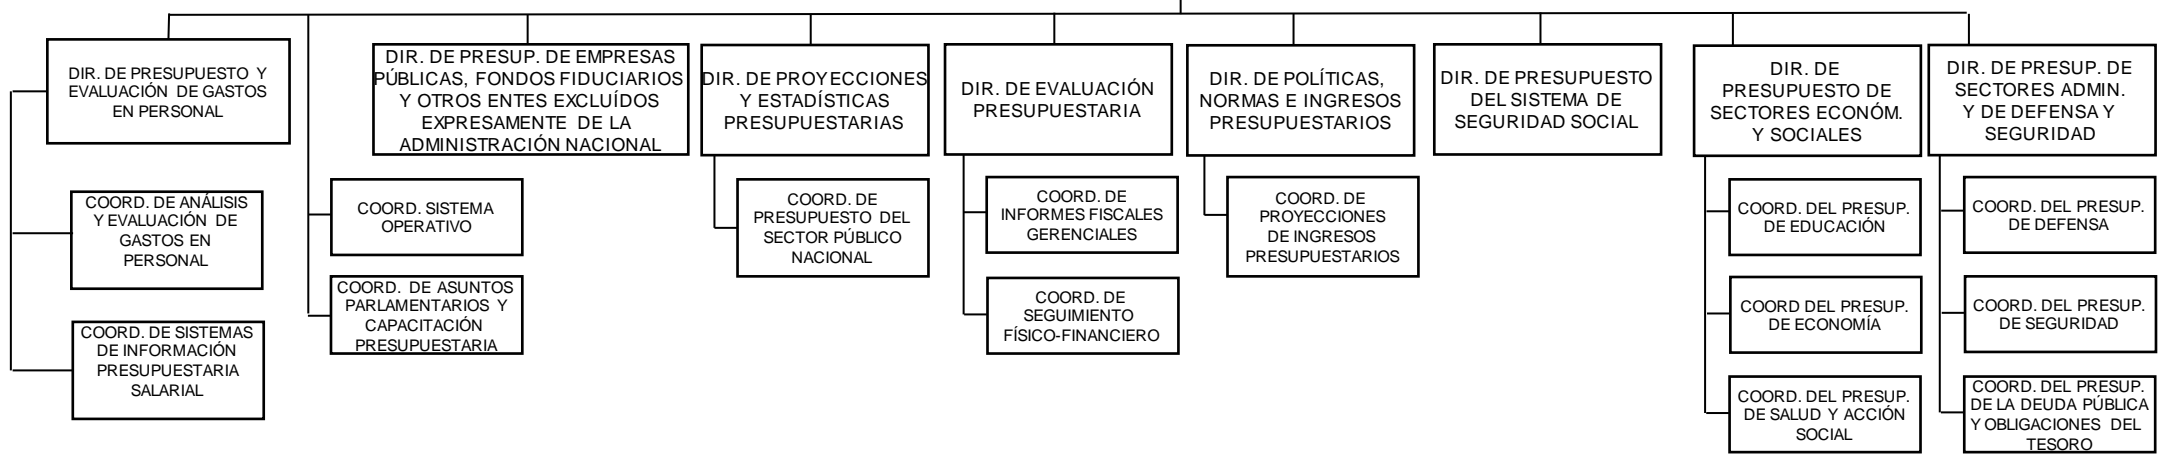 DIR. DE PRESUPUESTO Y
EVALUACIÓN DE GASTOS
EN PERSONAL
DIR. DE PRESUP. DE EMPRESAS
PÚBLICAS, FONDOS FIDUCIARIOS
Y OTROS ENTES EXCLUÍDOS
EXPRESAMENTE DE LA
ADMINISTRACIÓN NACIONAL
DIR. DE PROYECCIONES
Y ESTADÍSTICAS
PRESUPUESTARIAS
DIR. DE EVALUACIÓN
PRESUPUESTARIA
DIR. DE POLÍTICAS,
NORMAS E INGRESOS
PRESUPUESTARIOS
DIR. DE PRESUPUESTO
DEL SISTEMA DE
SEGURIDAD SOCIAL
DIR. DE
PRESUPUESTO DE
SECTORES ECONÓM.
Y SOCIALES
DIR. DE PRESUP. DE
SECTORES ADMIN.
Y DE DEFENSA Y
SEGURIDAD
COORD. DE ANÁLISIS
Y EVALUACIÓN DE
GASTOS EN
PERSONAL
COORD. SISTEMA
OPERATIVO
COORD. DE
PRESUPUESTO DEL
SECTOR PÚBLICO
NACIONAL
COORD. DE
INFORMES FISCALES
GERENCIALES
COORD. DE
PROYECCIONES
DE INGRESOS
PRESUPUESTARIOS
COORD. DEL PRESUP.
DE EDUCACIÓN
COORD. DEL PRESUP.
DE DEFENSA
COORD. DE SISTEMAS
DE INFORMACIÓN
PRESUPUESTARIA
SALARIAL
COORD. DE ASUNTOS
PARLAMENTARIOS Y
CAPACITACIÓN
PRESUPUESTARIA
COORD. DE
SEGUIMIENTO
FÍSICO-FINANCIERO
COORD DEL PRESUP.
DE ECONOMÍA
COORD. DEL PRESUP.
DE SEGURIDAD
COORD. DEL PRESUP.
DE SALUD Y ACCIÓN
SOCIAL
COORD. DEL PRESUP.
DE LA DEUDA PÚBLICA
Y OBLIGACIONES DEL
TESORO